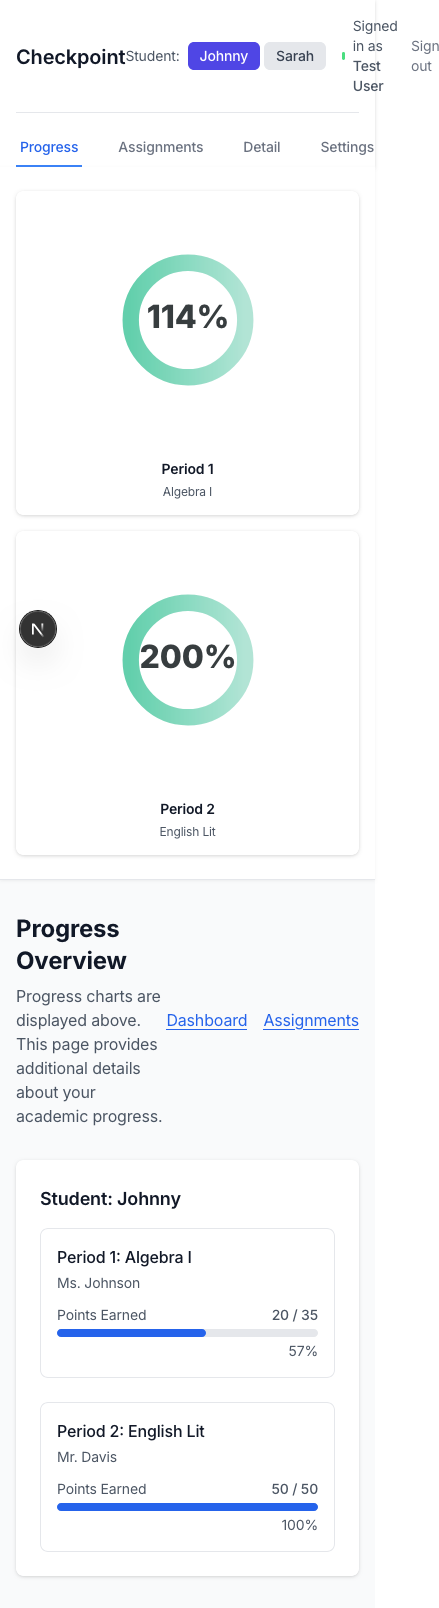 Checkpoint
Student:
Johnny
Sarah
Signed
in as
Test
User
Sign
out
Progress
Assignments
Detail
Settings
114%
Period 1
Algebra I
200%
Period 2
English Lit
N
Progress
Overview
Progress charts are
displayed above.
This page provides
additional details
about your
academic progress.
Dashboard
Assignments
Student: Johnny
Period 1: Algebra I
Ms. Johnson
Points Earned
20 / 35
57%
Period 2: English Lit
Mr. Davis
Points Earned
50 / 50
100%